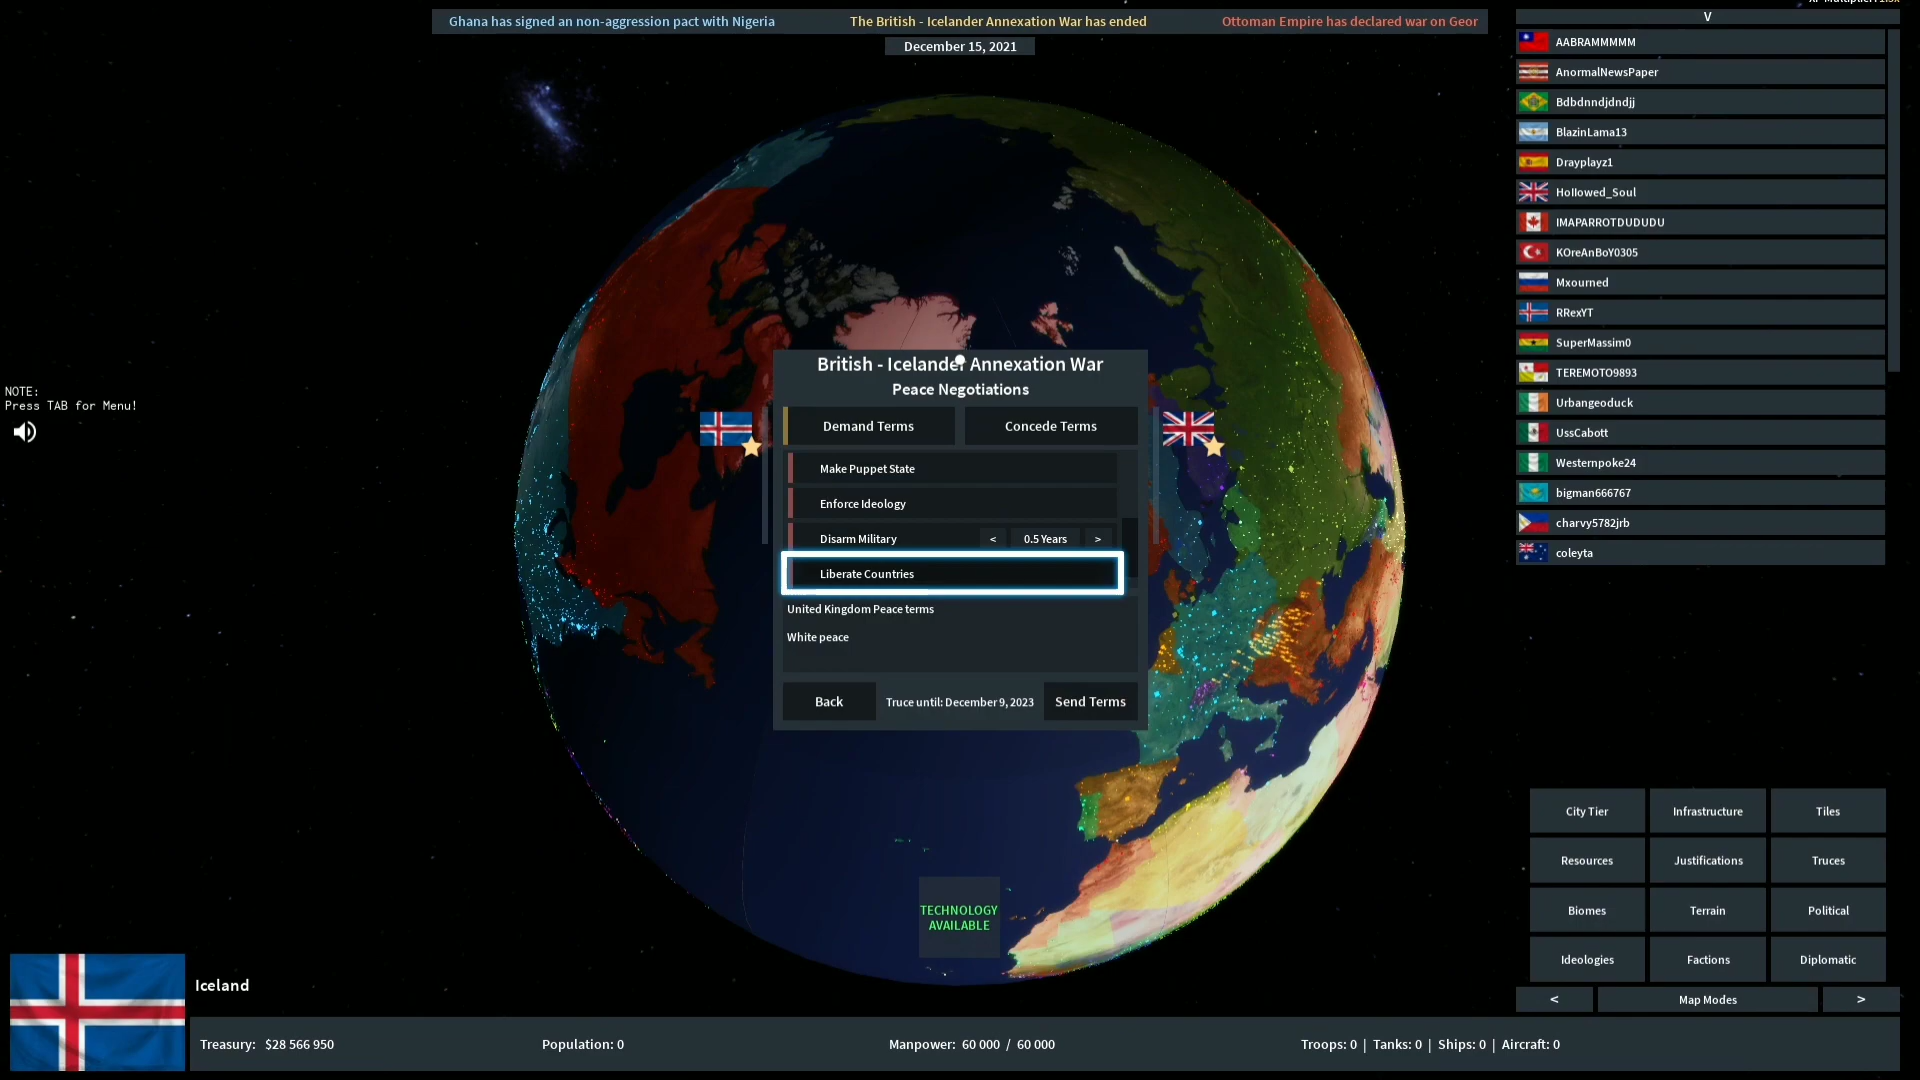 Ghana has signed an non-aggression pact with Nigeria
The British - Icelander Annexation War has ended
Ottoman Empire has declared war on Geor
December 15, 2021
V
AABRAMMMMM
AnormalNewsPaper
Bdbdnndjdndjj
BlazinLama13
Drayplayz1
Hollowed_Soul
IMAPARROTDUDUDU
KOreAnBoY0305
Mxourned
RRexYT
SuperMassim0
TEREMOTO9893
Urbangeoduck
UssCabott
Westernpoke24
bigman666767
charvy5782jrb
coleyta
NOTE:
Press TAB for Menu!
British - Icelander Annexation War
Peace Negotiations
Demand Terms
Concede Terms
Make Puppet State
Enforce Ideology
Disarm Military < 0.5 Years >
Liberate Countries
United Kingdom Peace terms
White peace
Back
Truce until: December 9, 2023
Send Terms
TECHNOLOGY
AVAILABLE
City Tier
Infrastructure
Tiles
Resources
Justifications
Truces
Biomes
Terrain
Political
Ideologies
Factions
Diplomatic
< Map Modes >
Iceland
Treasury: $28 566 950
Population: 0
Manpower: 60 000 / 60 000
Troops: 0 | Tanks: 0 | Ships: 0 | Aircraft: 0